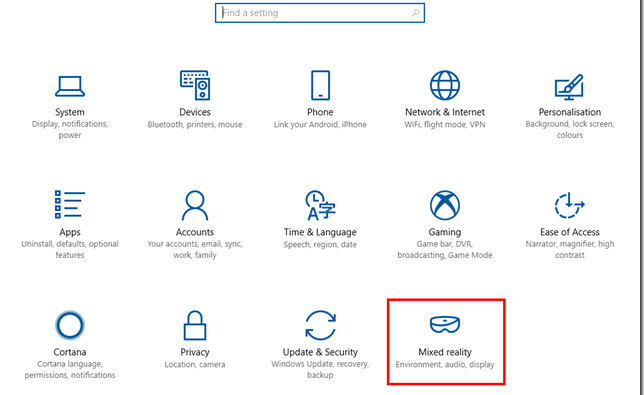 Find a setting
System
Display, notifications,
power
Devices
Bluetooth, printers, mouse
Phone
Link your Android, iPhone
Network & Internet
WiFi, flight mode, VPN
Personalisation
Background, lock screen,
colours
Apps
Uninstall, defaults, optional
features
Accounts
Your accounts, email, sync,
work, family
Time & Language
Speech, region, date
Gaming
Game bar, DVR,
broadcasting, Game Mode
Ease of Access
Narrator, magnifier, high
contrast
Cortana
Cortana language,
permissions, notifications
Privacy
Location, camera
Update & Security
Windows Update, recovery,
backup
Mixed reality
Environment, audio, display